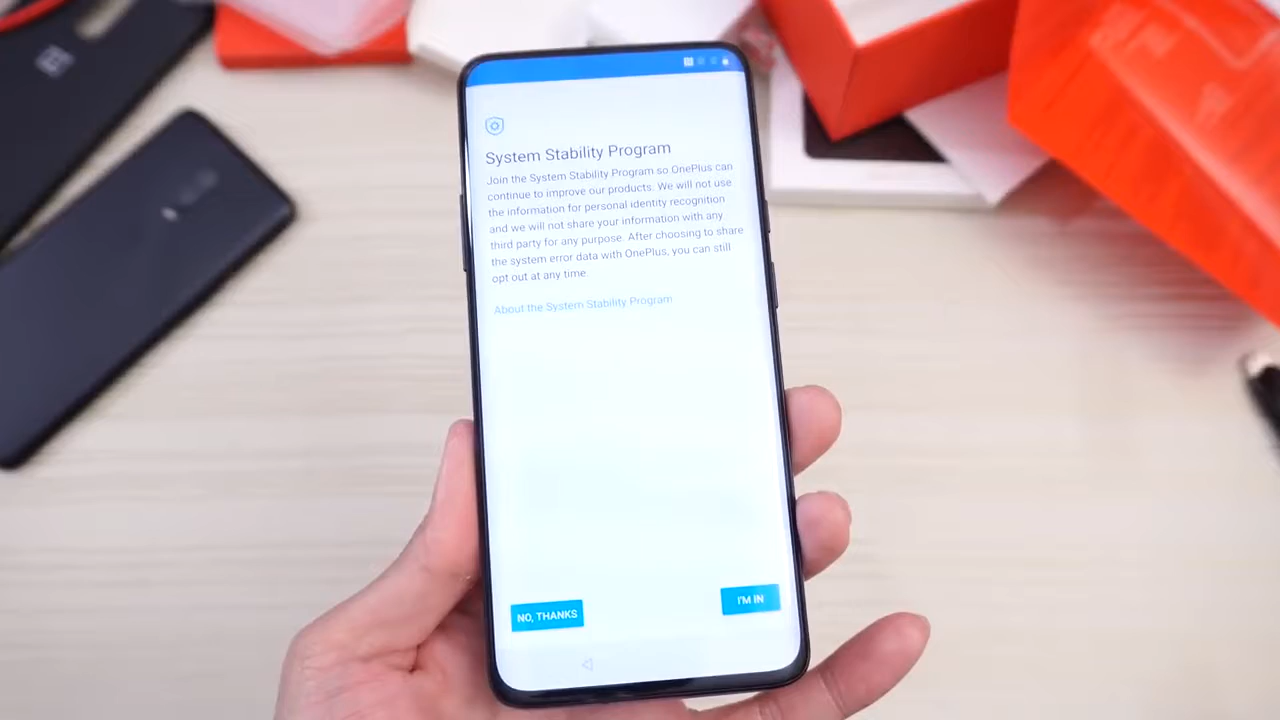 System Stability Program
Join the System Stability Program so OnePlus can
continue to improve our products. We will not use
the information for personal identity recognition
and we will not share your information with any
third party for any purpose. After choosing to share
the system error data with OnePlus, you can still
opt out at any time.
About the System Stability Program
NO, THANKS
I'M IN